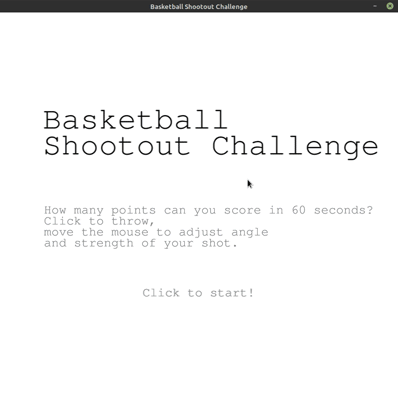 Basketball Shootout Challenge
Basketball
Shootout Challenge
How many points can you score in 60 seconds?
Click to throw,
move the mouse to adjust angle
and strength of your shot.
Click to start!